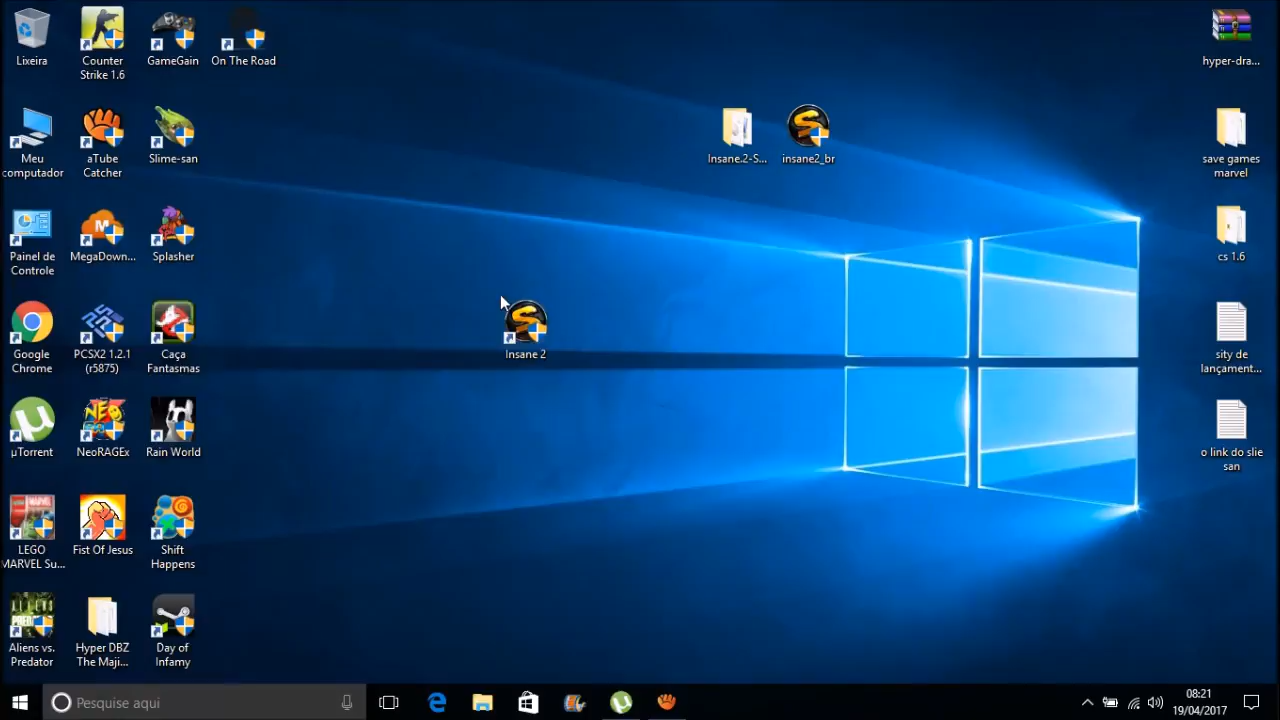 Lixeira
Counter
Strike 1.6
GameGain
On The Road
hyper-dra...
Meu
computador
aTube
Catcher
Slime-san
Insane.2-S...
insane2_br
save games
marvel
Painel de
Controle
MegaDown...
Splasher
cs 1.6
Google
Chrome
PCSX2 1.2.1
(r5875)
Caça
Fantasmas
Insane 2
sity de
lançament...
µTorrent
NeoRAGEx
Rain World
o link do slie
san
LEGO
MARVEL Su...
Fist Of Jesus
Shift
Happens
Aliens vs.
Predator
Hyper DBZ
The Maji...
Day of
Infamy
Pesquise aqui
08:21
19/04/2017